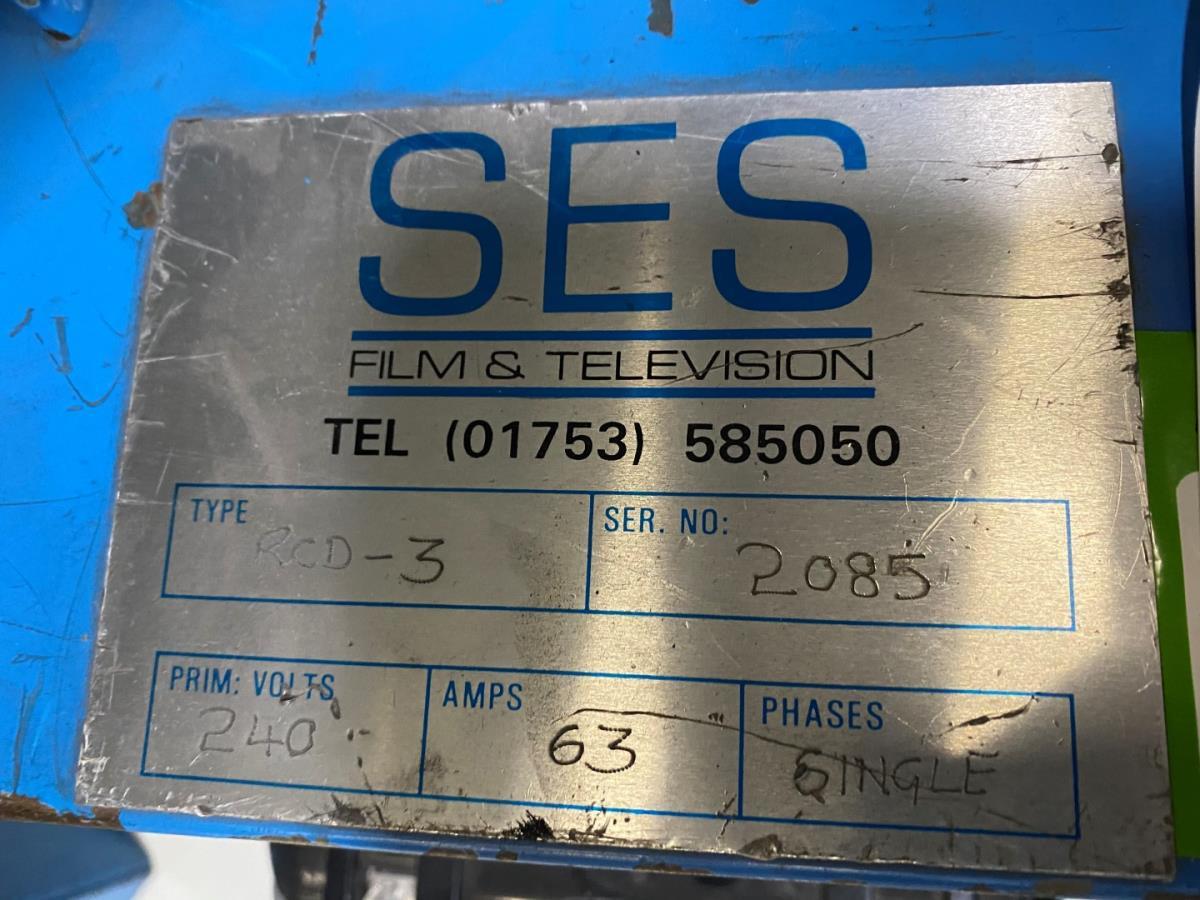 SES
FILM & TELEVISION
TEL (01753) 585050
TYPE
RCD-3
SER. NO:
2085
PRIM: VOLTS
240
AMPS
63
PHASES
SINGLE